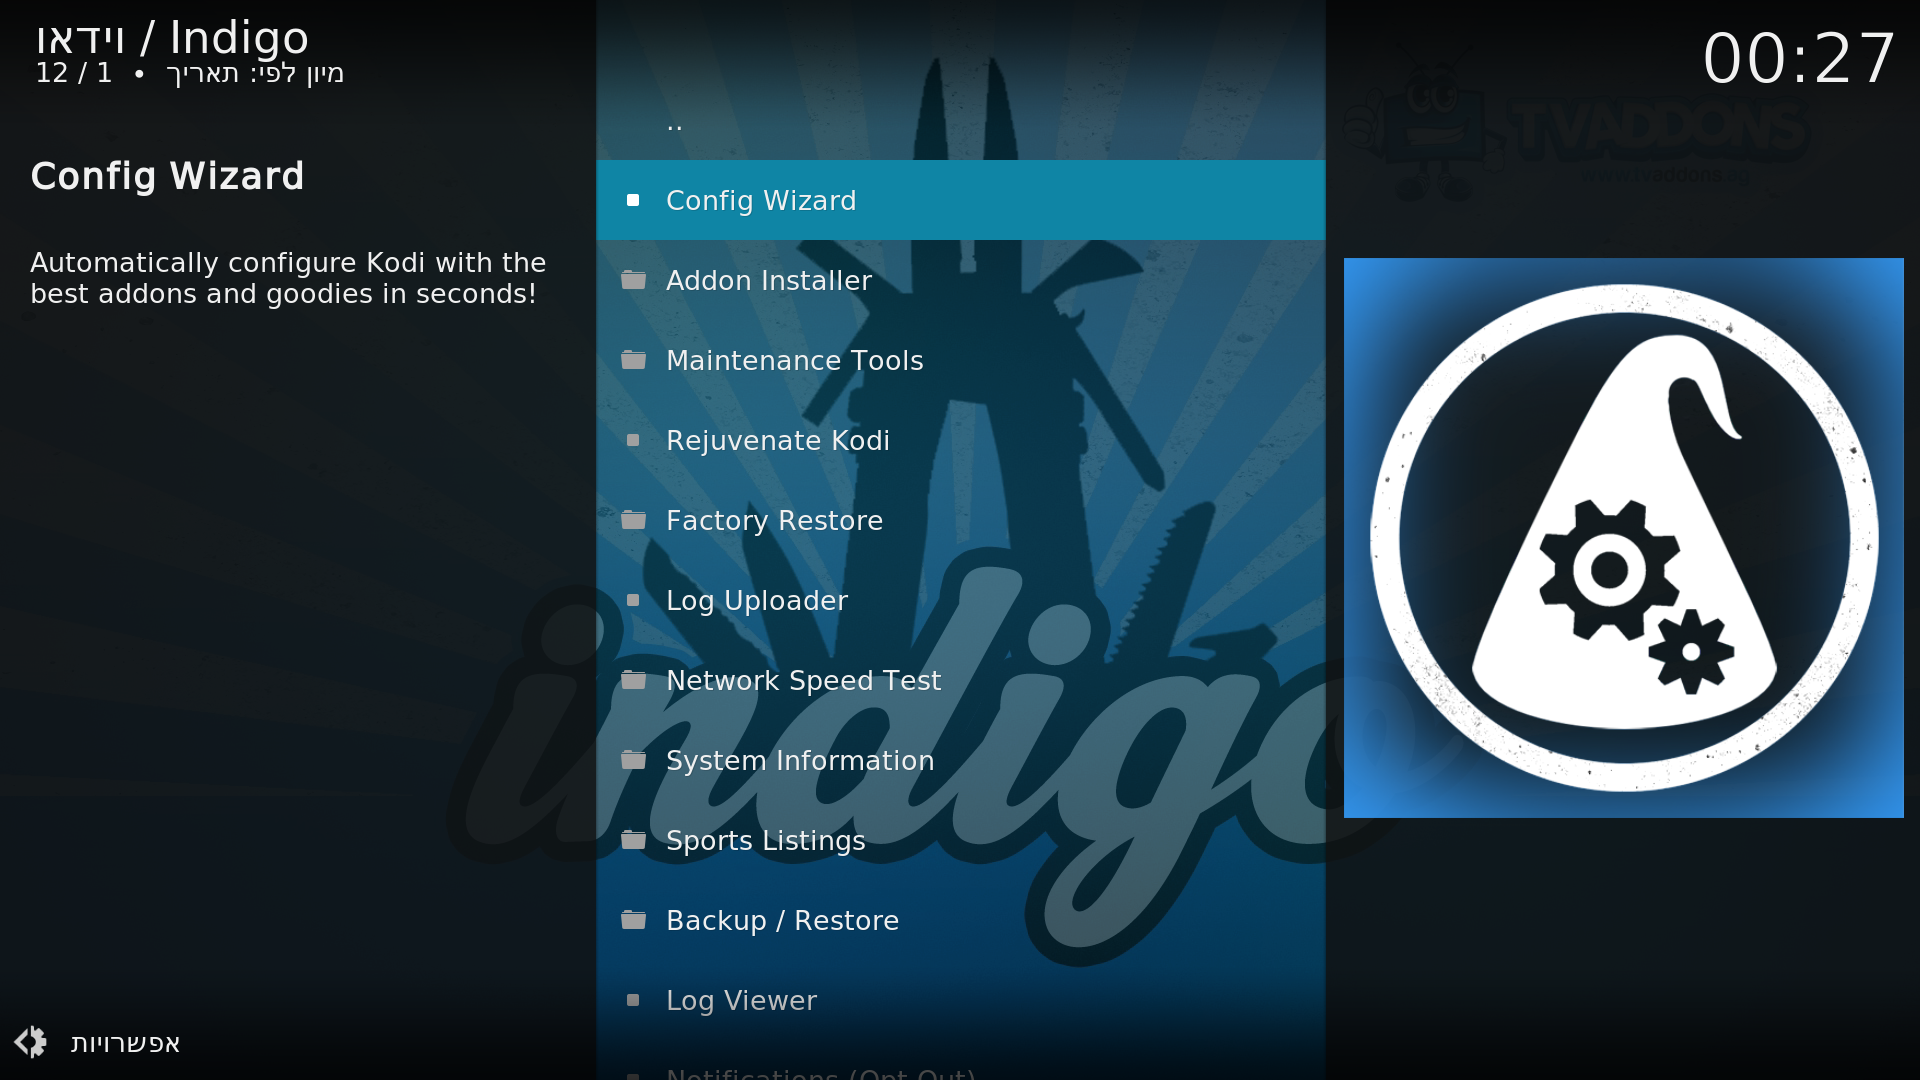 וידאו / Indigo
מיון לפי: תאריך • 1 / 12
00:27
TVADDONS
www.tvaddons.ag
Config Wizard
Automatically configure Kodi with the
best addons and goodies in seconds!
..
Config Wizard
Addon Installer
Maintenance Tools
Rejuvenate Kodi
Factory Restore
Log Uploader
Network Speed Test
System Information
Sports Listings
Backup / Restore
Log Viewer
Notifications (Opt Out)
indigo
אפשרויות